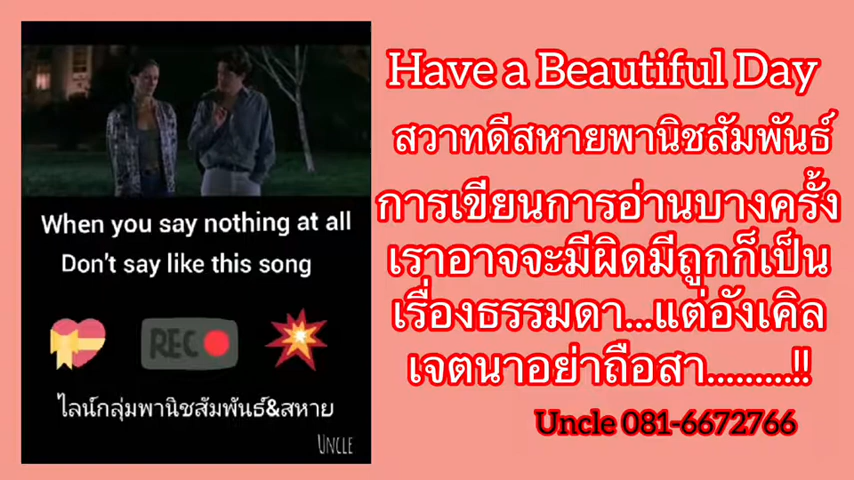 When you say nothing at all
Don't say like this song
REC
ไลน์กลุ่มพานิชสัมพันธ์&สหาย
UNCLE
Have a Beautiful Day
สวาทดีสหายพานิชสัมพันธ์
การเขียนการอ่านบางครั้ง
เราอาจจะมีผิดมีถูกก็เป็น
เรื่องธรรมดา...แต่อังเคิล
เจตนาอย่าถือสา.........!!
Uncle 081-6672766